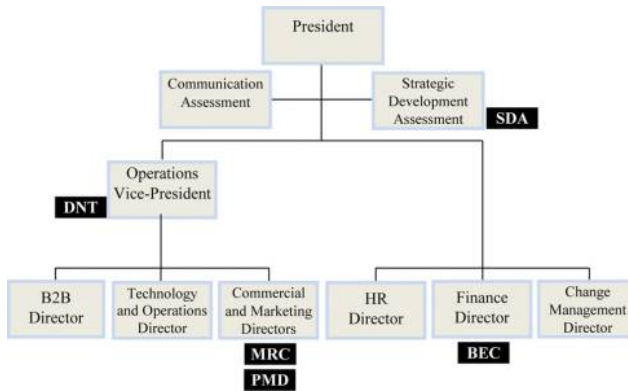 President
Communication
Assessment
Strategic
Development
Assessment
SDA
Operations
Vice-President
DNT
B2B
Director
Technology
and Operations
Director
Commercial
and Marketing
Directors
MRC
PMD
HR
Director
Finance
Director
BEC
Change
Management
Director